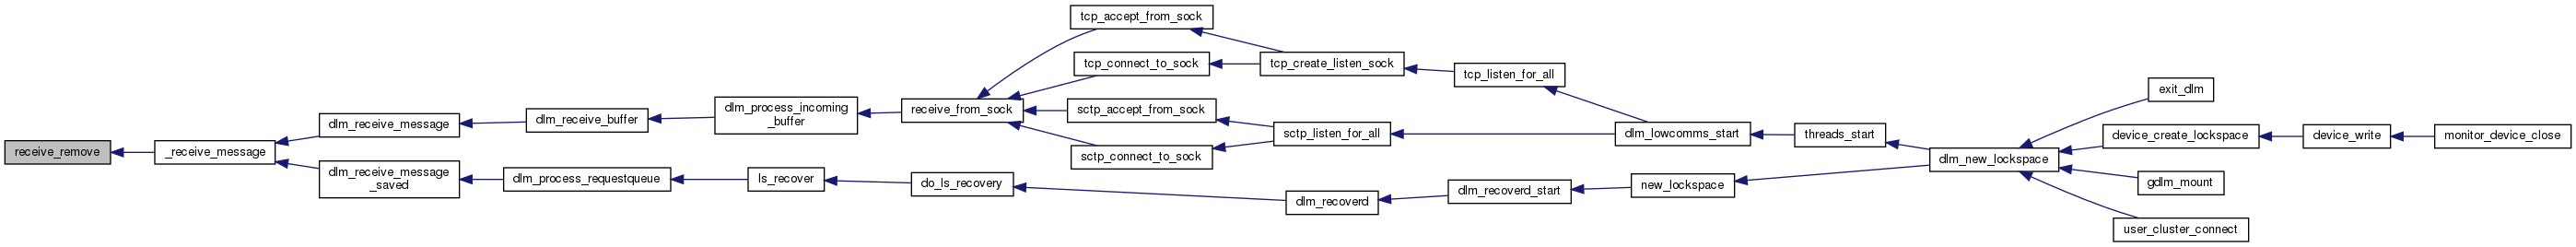 receive_remove
_receive_message
dlm_receive_message
dlm_receive_message
_saved
dlm_receive_buffer
dlm_process_requestqueue
dlm_process_incoming
_buffer
ls_recover
receive_from_sock
do_ls_recovery
tcp_accept_from_sock
tcp_connect_to_sock
sctp_accept_from_sock
sctp_connect_to_sock
tcp_create_listen_sock
sctp_listen_for_all
dlm_recoverd
tcp_listen_for_all
dlm_recoverd_start
dlm_lowcomms_start
new_lockspace
threads_start
dlm_new_lockspace
exit_dlm
device_create_lockspace
gdlm_mount
user_cluster_connect
device_write
monitor_device_close